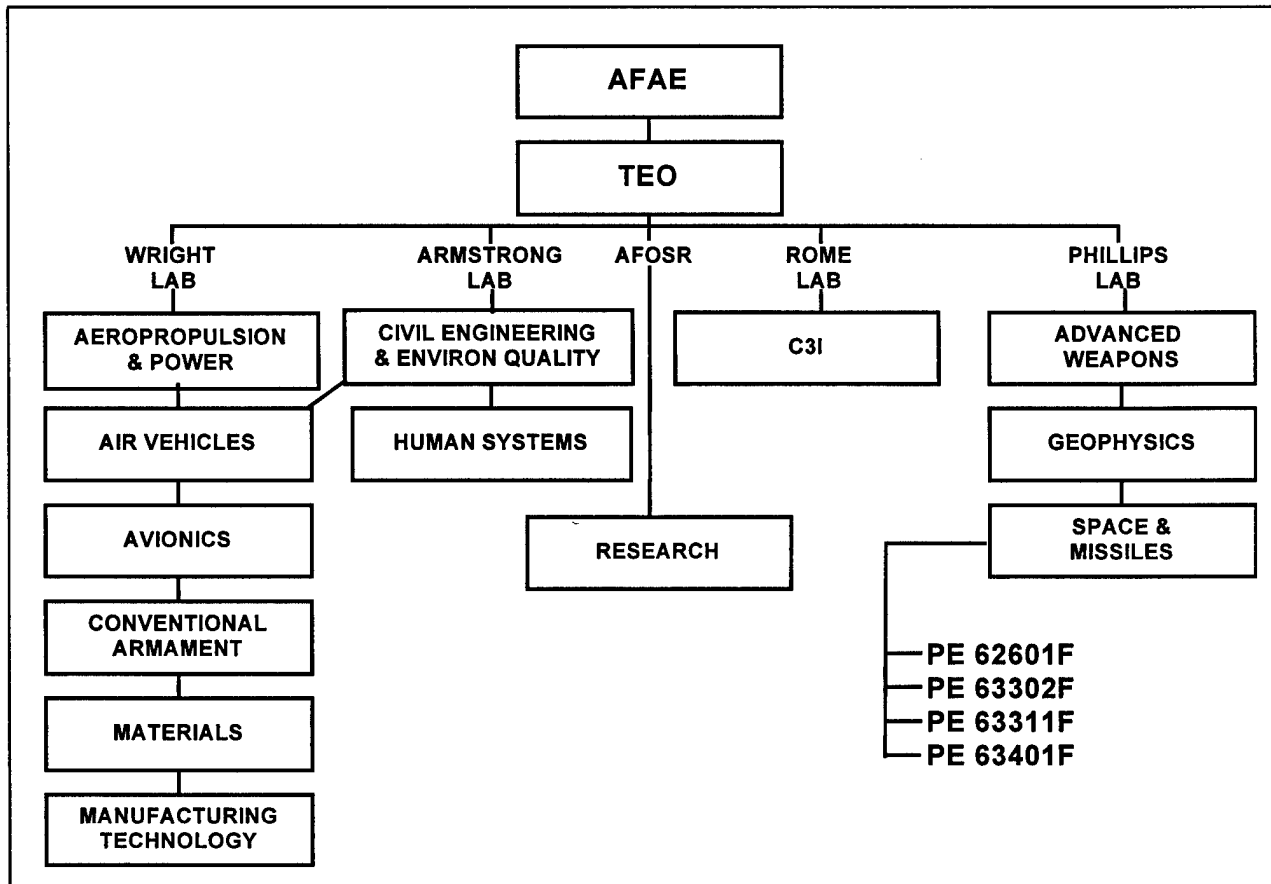 AFAE
TEO
WRIGHT
LAB
AEROPROPULSION
& POWER
AIR VEHICLES
AVIONICS
CONVENTIONAL
ARMAMENT
MATERIALS
MANUFACTURING
TECHNOLOGY
ARMSTRONG
LAB
CIVIL ENGINEERING
& ENVIRON QUALITY
HUMAN SYSTEMS
AFOSR
RESEARCH
ROME
LAB
C3I
PHILLIPS
LAB
ADVANCED
WEAPONS
GEOPHYSICS
SPACE &
MISSILES
PE 62601F
PE 63302F
PE 63311F
PE 63401F